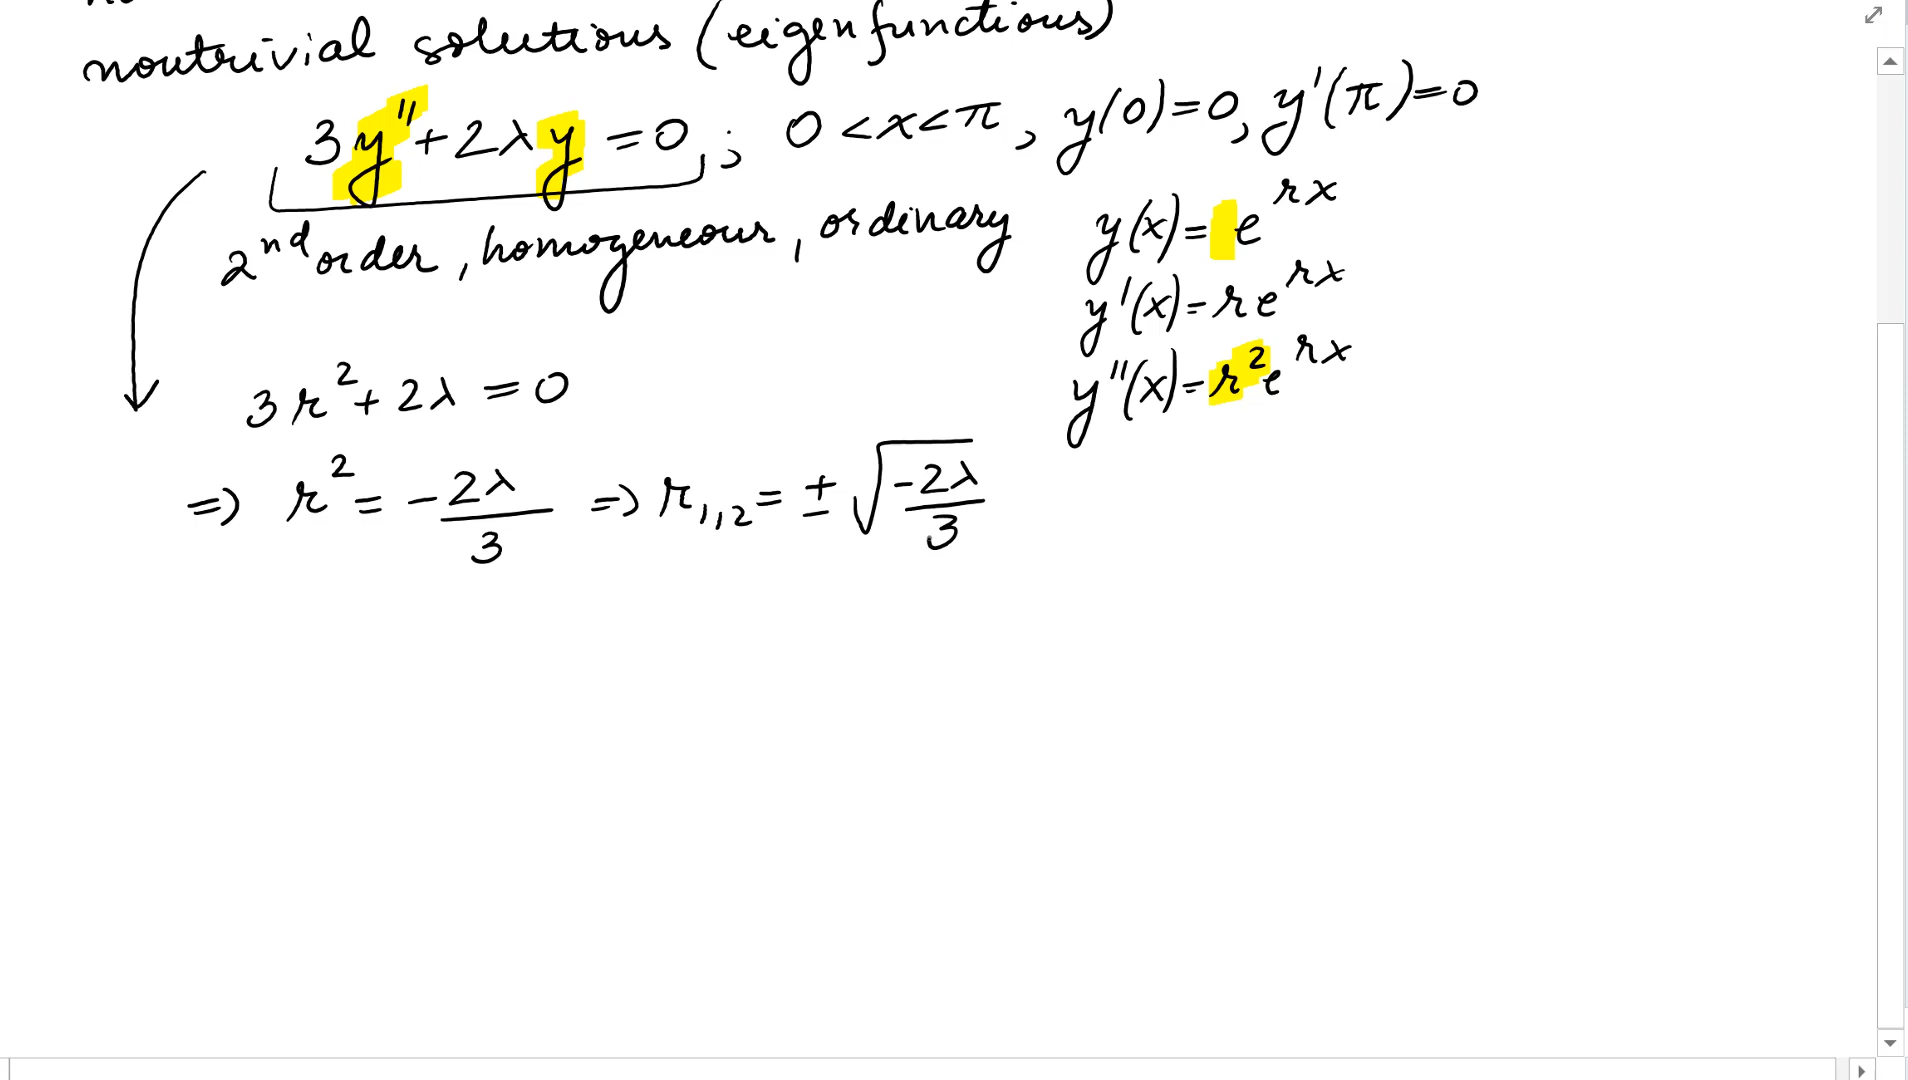 nontrivial solutions (eigenfunctions)
3y"+2λy=0; 0<x<π, y(0)=0, y'(π)=0
2nd order, homogeneous, ordinary
y(x)= e^rx
y'(x)=re^rx
y"(x)=r²e^rx
3r²+2λ=0
=> r²=-2λ/3 => r1,2=±√(-2λ/3)